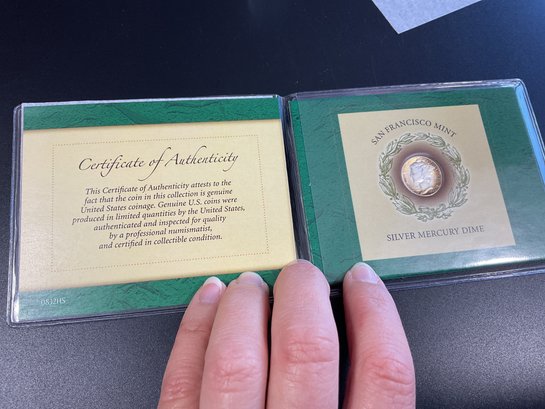 Certificate of Authenticity
This Certificate of Authenticity attests to the
fact that the coin in this collection is genuine
United States coinage. Genuine U.S. coins were
produced in limited quantities by the United States,
authenticated and inspected for quality
by a professional numismatist,
and certified in collectible condition.
SAN FRANCISCO MINT
SILVER MERCURY DIME